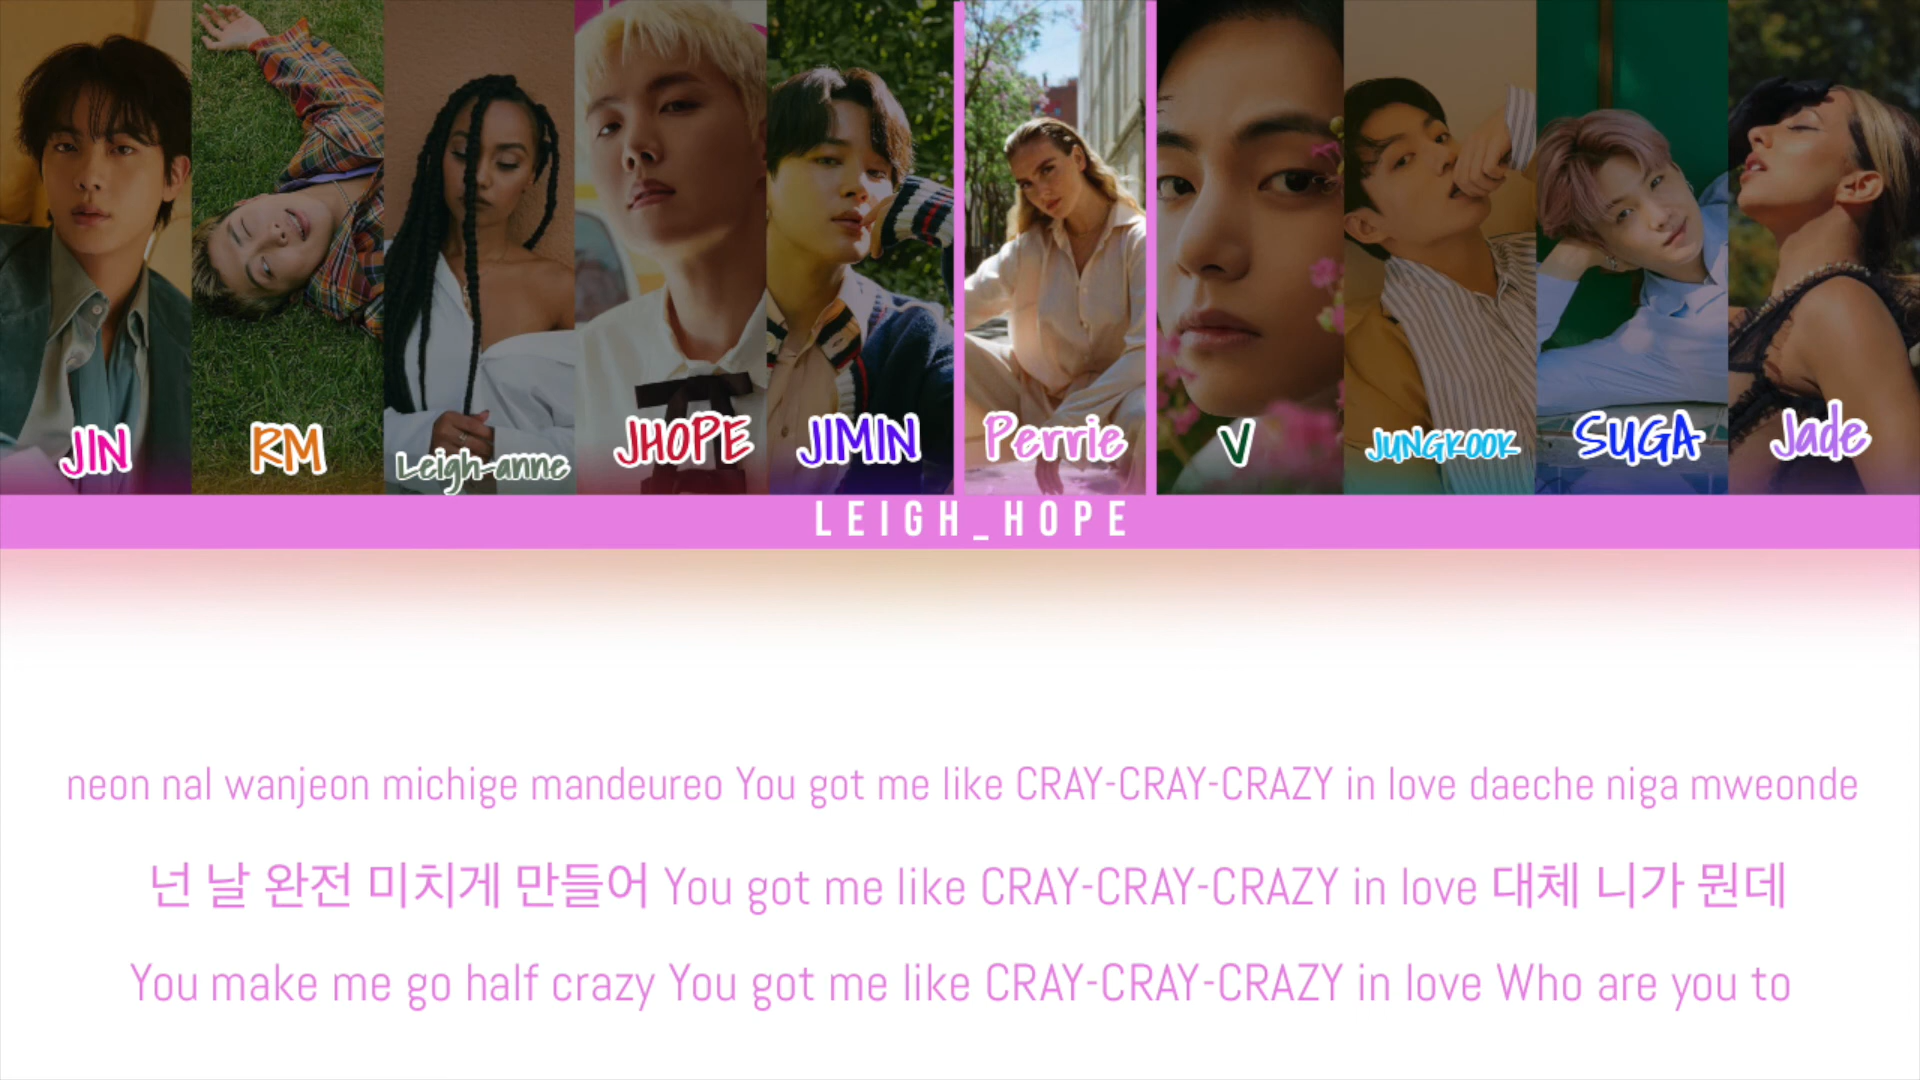 JIN
RM
Leigh-anne
JHOPE
JIMIN
Perrie
V
JUNGKOOK
SUGA
Jade
LEIGH_HOPE
neon nal wanjeon michige mandeureo You got me like CRAY-CRAY-CRAZY in love daeche niga mweonde
넌 날 완전 미치게 만들어 You got me like CRAY-CRAY-CRAZY in love 대체 니가 뭔데
You make me go half crazy You got me like CRAY-CRAY-CRAZY in love Who are you to